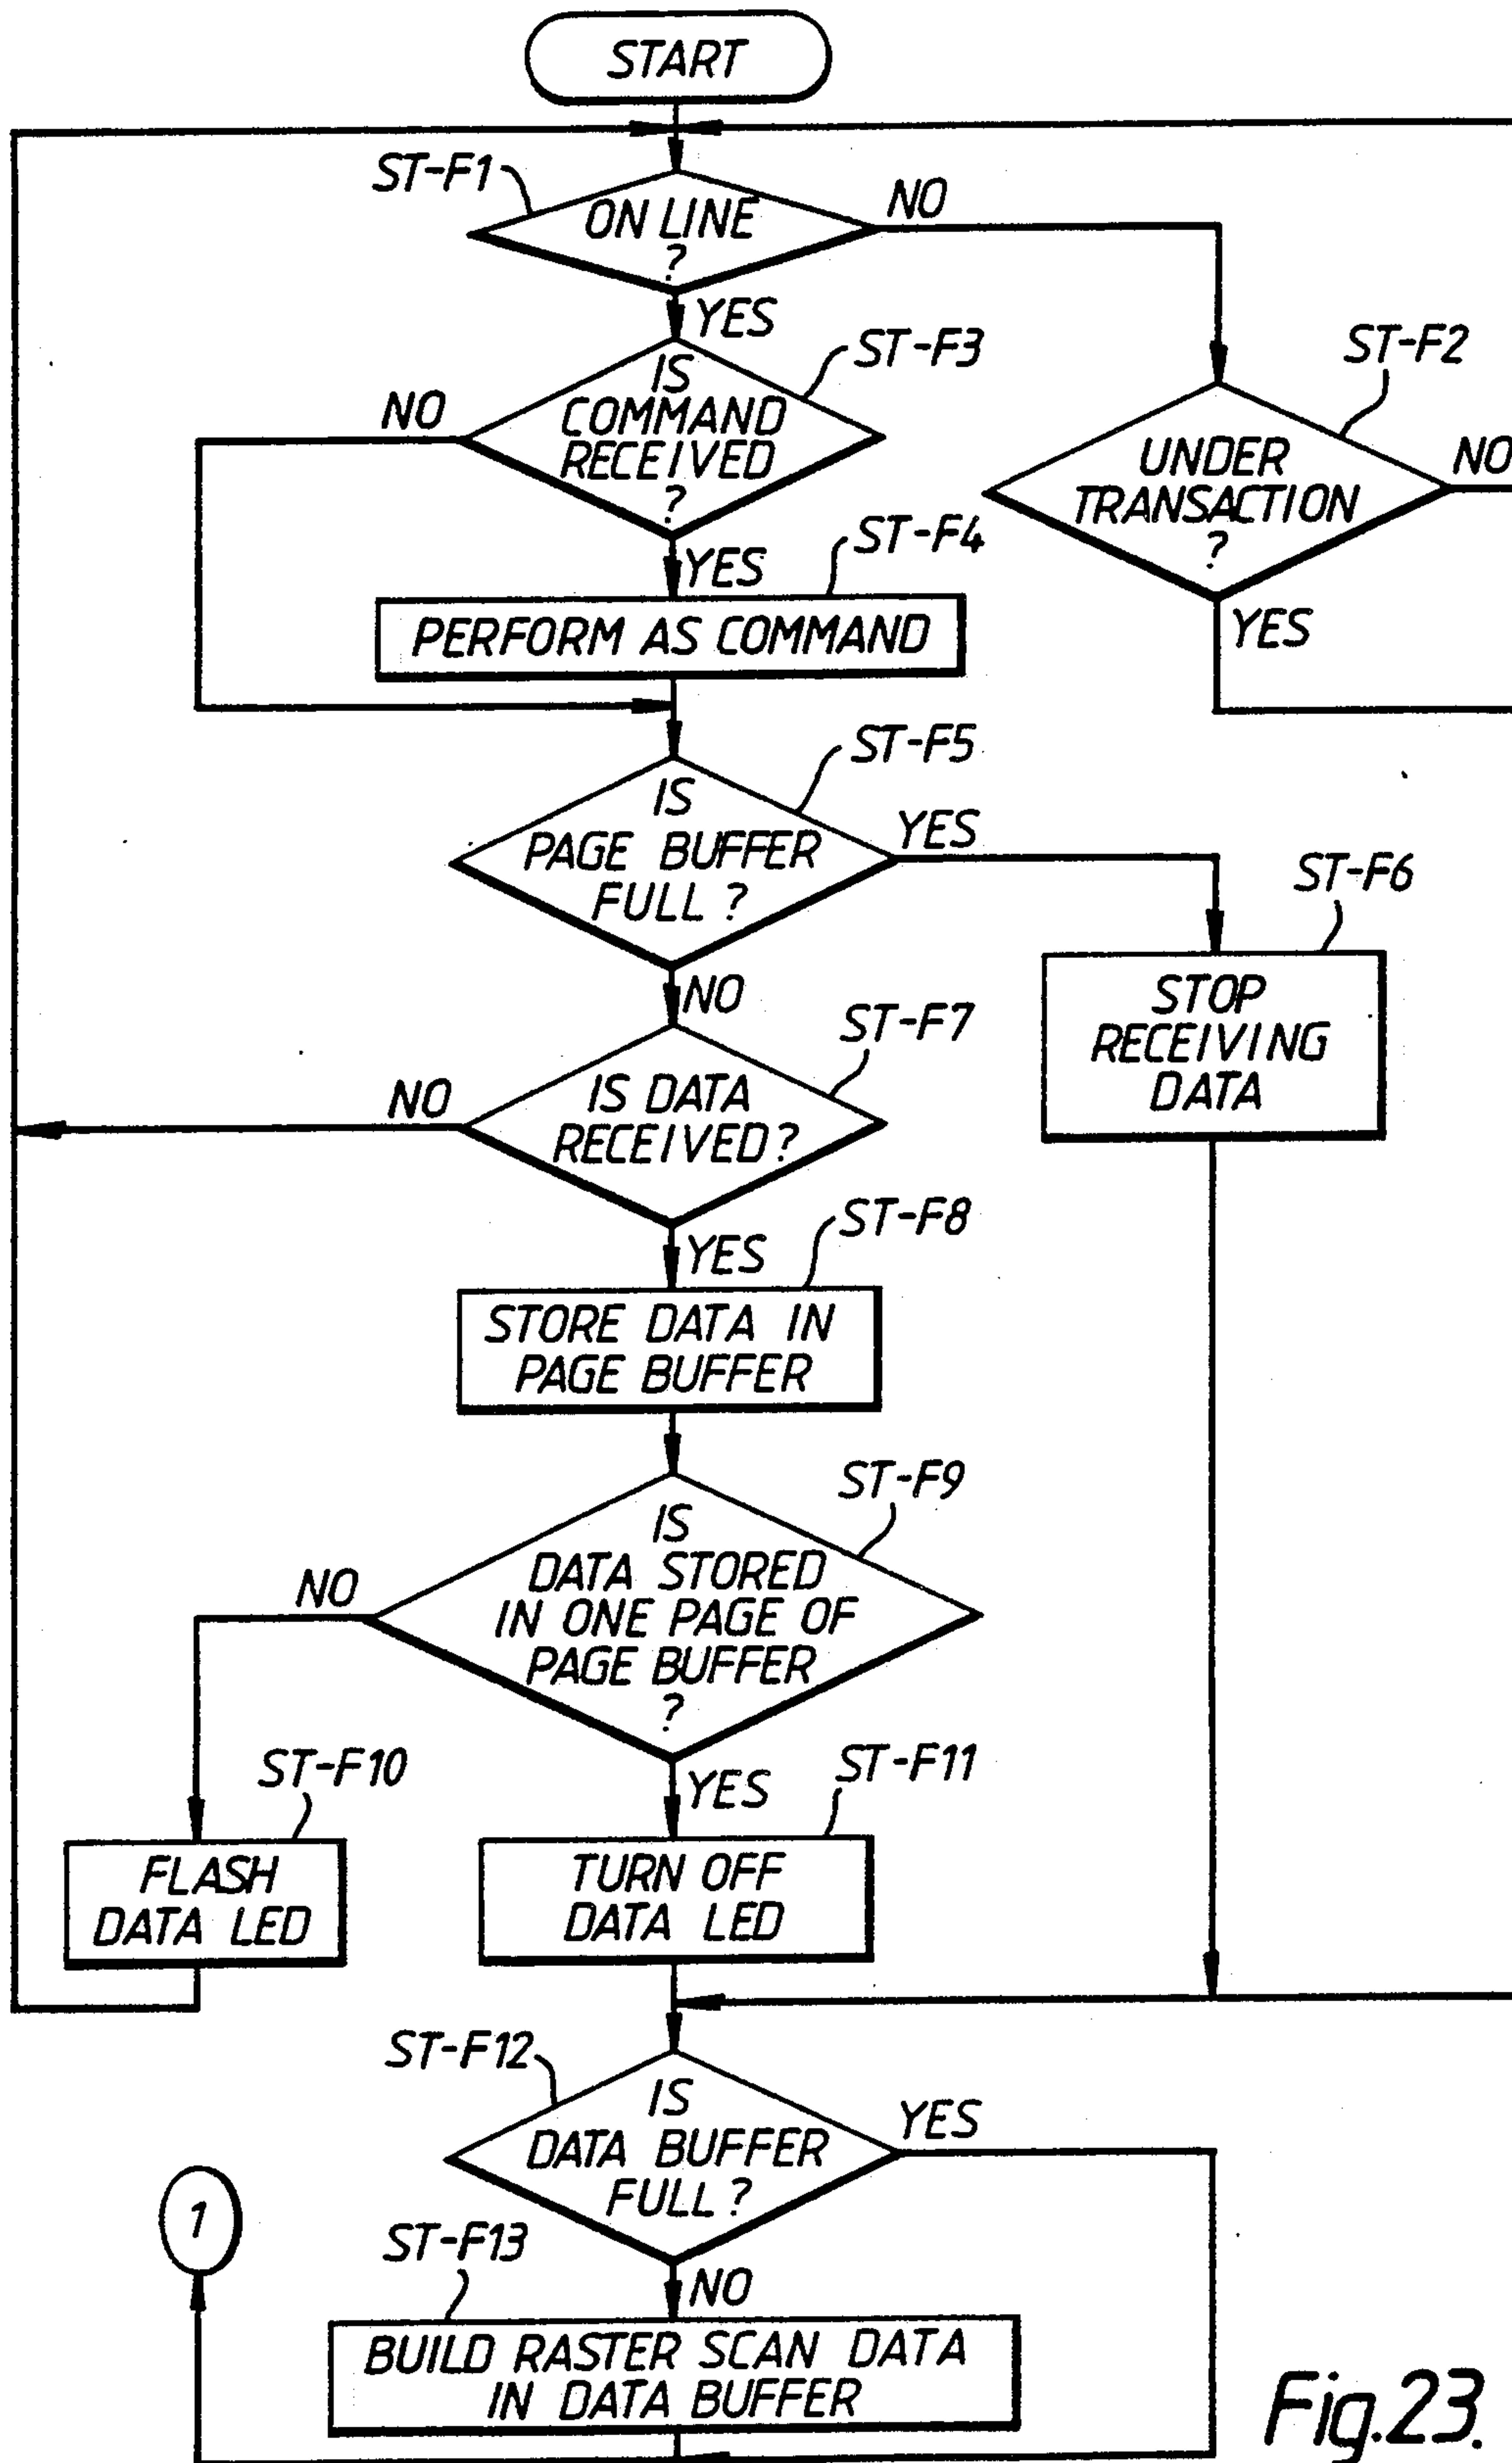 START
ST-F1
ON LINE
?
NO
YES
ST-F3
IS
COMMAND
RECEIVED
?
NO
ST-F2
UNDER
TRANSACTION
?
NO
YES
YES
ST-F4
PERFORM AS COMMAND
ST-F5
IS
PAGE BUFFER
FULL ?
YES
ST-F6
STOP
RECEIVING
DATA
NO
ST-F7
IS DATA
RECEIVED?
NO
YES
ST-F8
STORE DATA IN
PAGE BUFFER
ST-F9
IS
DATA STORED
IN ONE PAGE OF
PAGE BUFFER
?
NO
ST-F10
FLASH
DATA LED
YES
ST-F11
TURN OFF
DATA LED
ST-F12
IS
DATA BUFFER
FULL ?
YES
1
ST-F13
NO
BUILD RASTER SCAN DATA
IN DATA BUFFER
Fig.23.